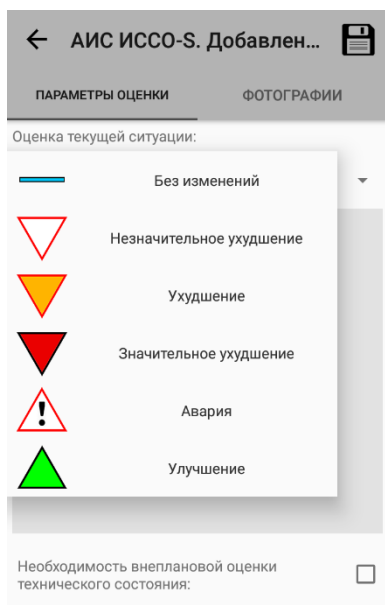 АИС ИССО-S. Добавлен...
ПАРАМЕТРЫ ОЦЕНКИ ФОТОГРАФИИ
Оценка текущей ситуации:
Без изменений
Незначительное ухудшение
Ухудшение
Значительное ухудшение
!
Авария
Улучшение
Необходимость внеплановой оценки
технического состояния: